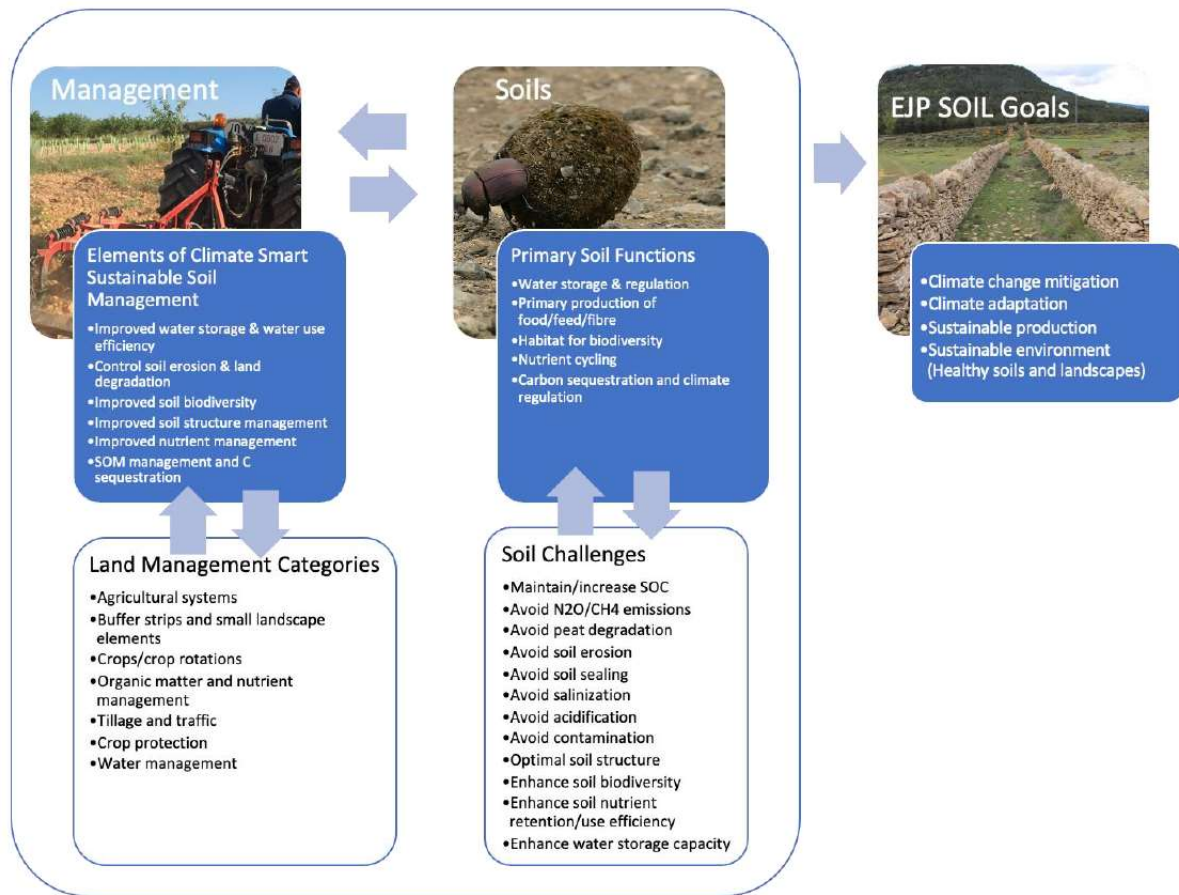 Management
Elements of Climate Smart
Sustainable Soil
Management
•Improved water storage & water use
efficiency
•Control soil erosion & land
degradation
•Improved soil biodiversity
•Improved soil structure management
•Improved nutrient management
•SOM management and C
sequestration
Land Management Categories
•Agricultural systems
•Buffer strips and small landscape
elements
•Crops/crop rotations
•Organic matter and nutrient
management
•Tillage and traffic
•Crop protection
•Water management
Soils
Primary Soil Functions
•Water storage & regulation
•Primary production of
food/feed/fibre
•Habitat for biodiversity
•Nutrient cycling
•Carbon sequestration and climate
regulation
Soil Challenges
•Maintain/increase SOC
•Avoid N2O/CH4 emissions
•Avoid peat degradation
•Avoid soil erosion
•Avoid soil sealing
•Avoid salinization
•Avoid acidification
•Avoid contamination
•Optimal soil structure
•Enhance soil biodiversity
•Enhance soil nutrient
retention/use efficiency
•Enhance water storage capacity
EJP SOIL Goals
•Climate change mitigation
•Climate adaptation
•Sustainable production
•Sustainable environment
(Healthy soils and landscapes)